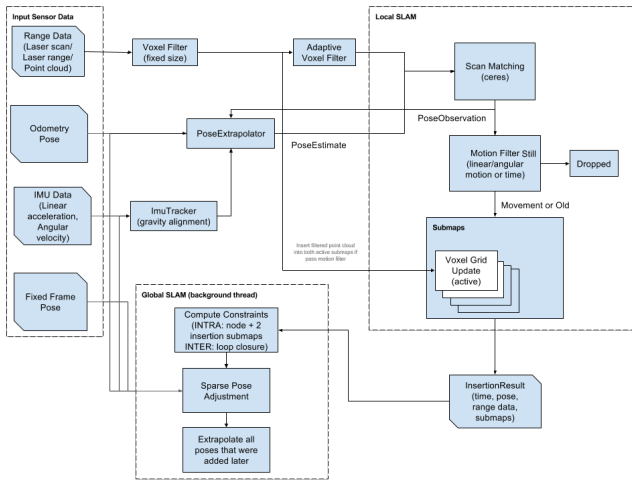 Input Sensor Data
Range Data
(Laser scan/
Laser range/
Point cloud)
Voxel Filter
(fixed size)
Adaptive
Voxel Filter
Local SLAM
Scan Matching
(ceres)
Odometry
Pose
PoseExtrapolator
PoseObservation
PoseEstimate
Motion Filter Still
(linear/angular
motion or time)
Dropped
IMU Data
(Linear
acceleration,
Angular
velocity)
ImuTracker
(gravity alignment)
Movement or Old
Insert filtered point cloud
into both active submaps if
pass motion filter
Submaps
Voxel Grid
Update
(active)
Fixed Frame
Pose
Global SLAM (background thread)
Compute Constraints
(INTRA: node + 2
insertion submaps
INTER: loop closure)
Sparse Pose
Adjustment
Extrapolate all
poses that were
added later
InsertionResult
(time, pose,
range data,
submaps)